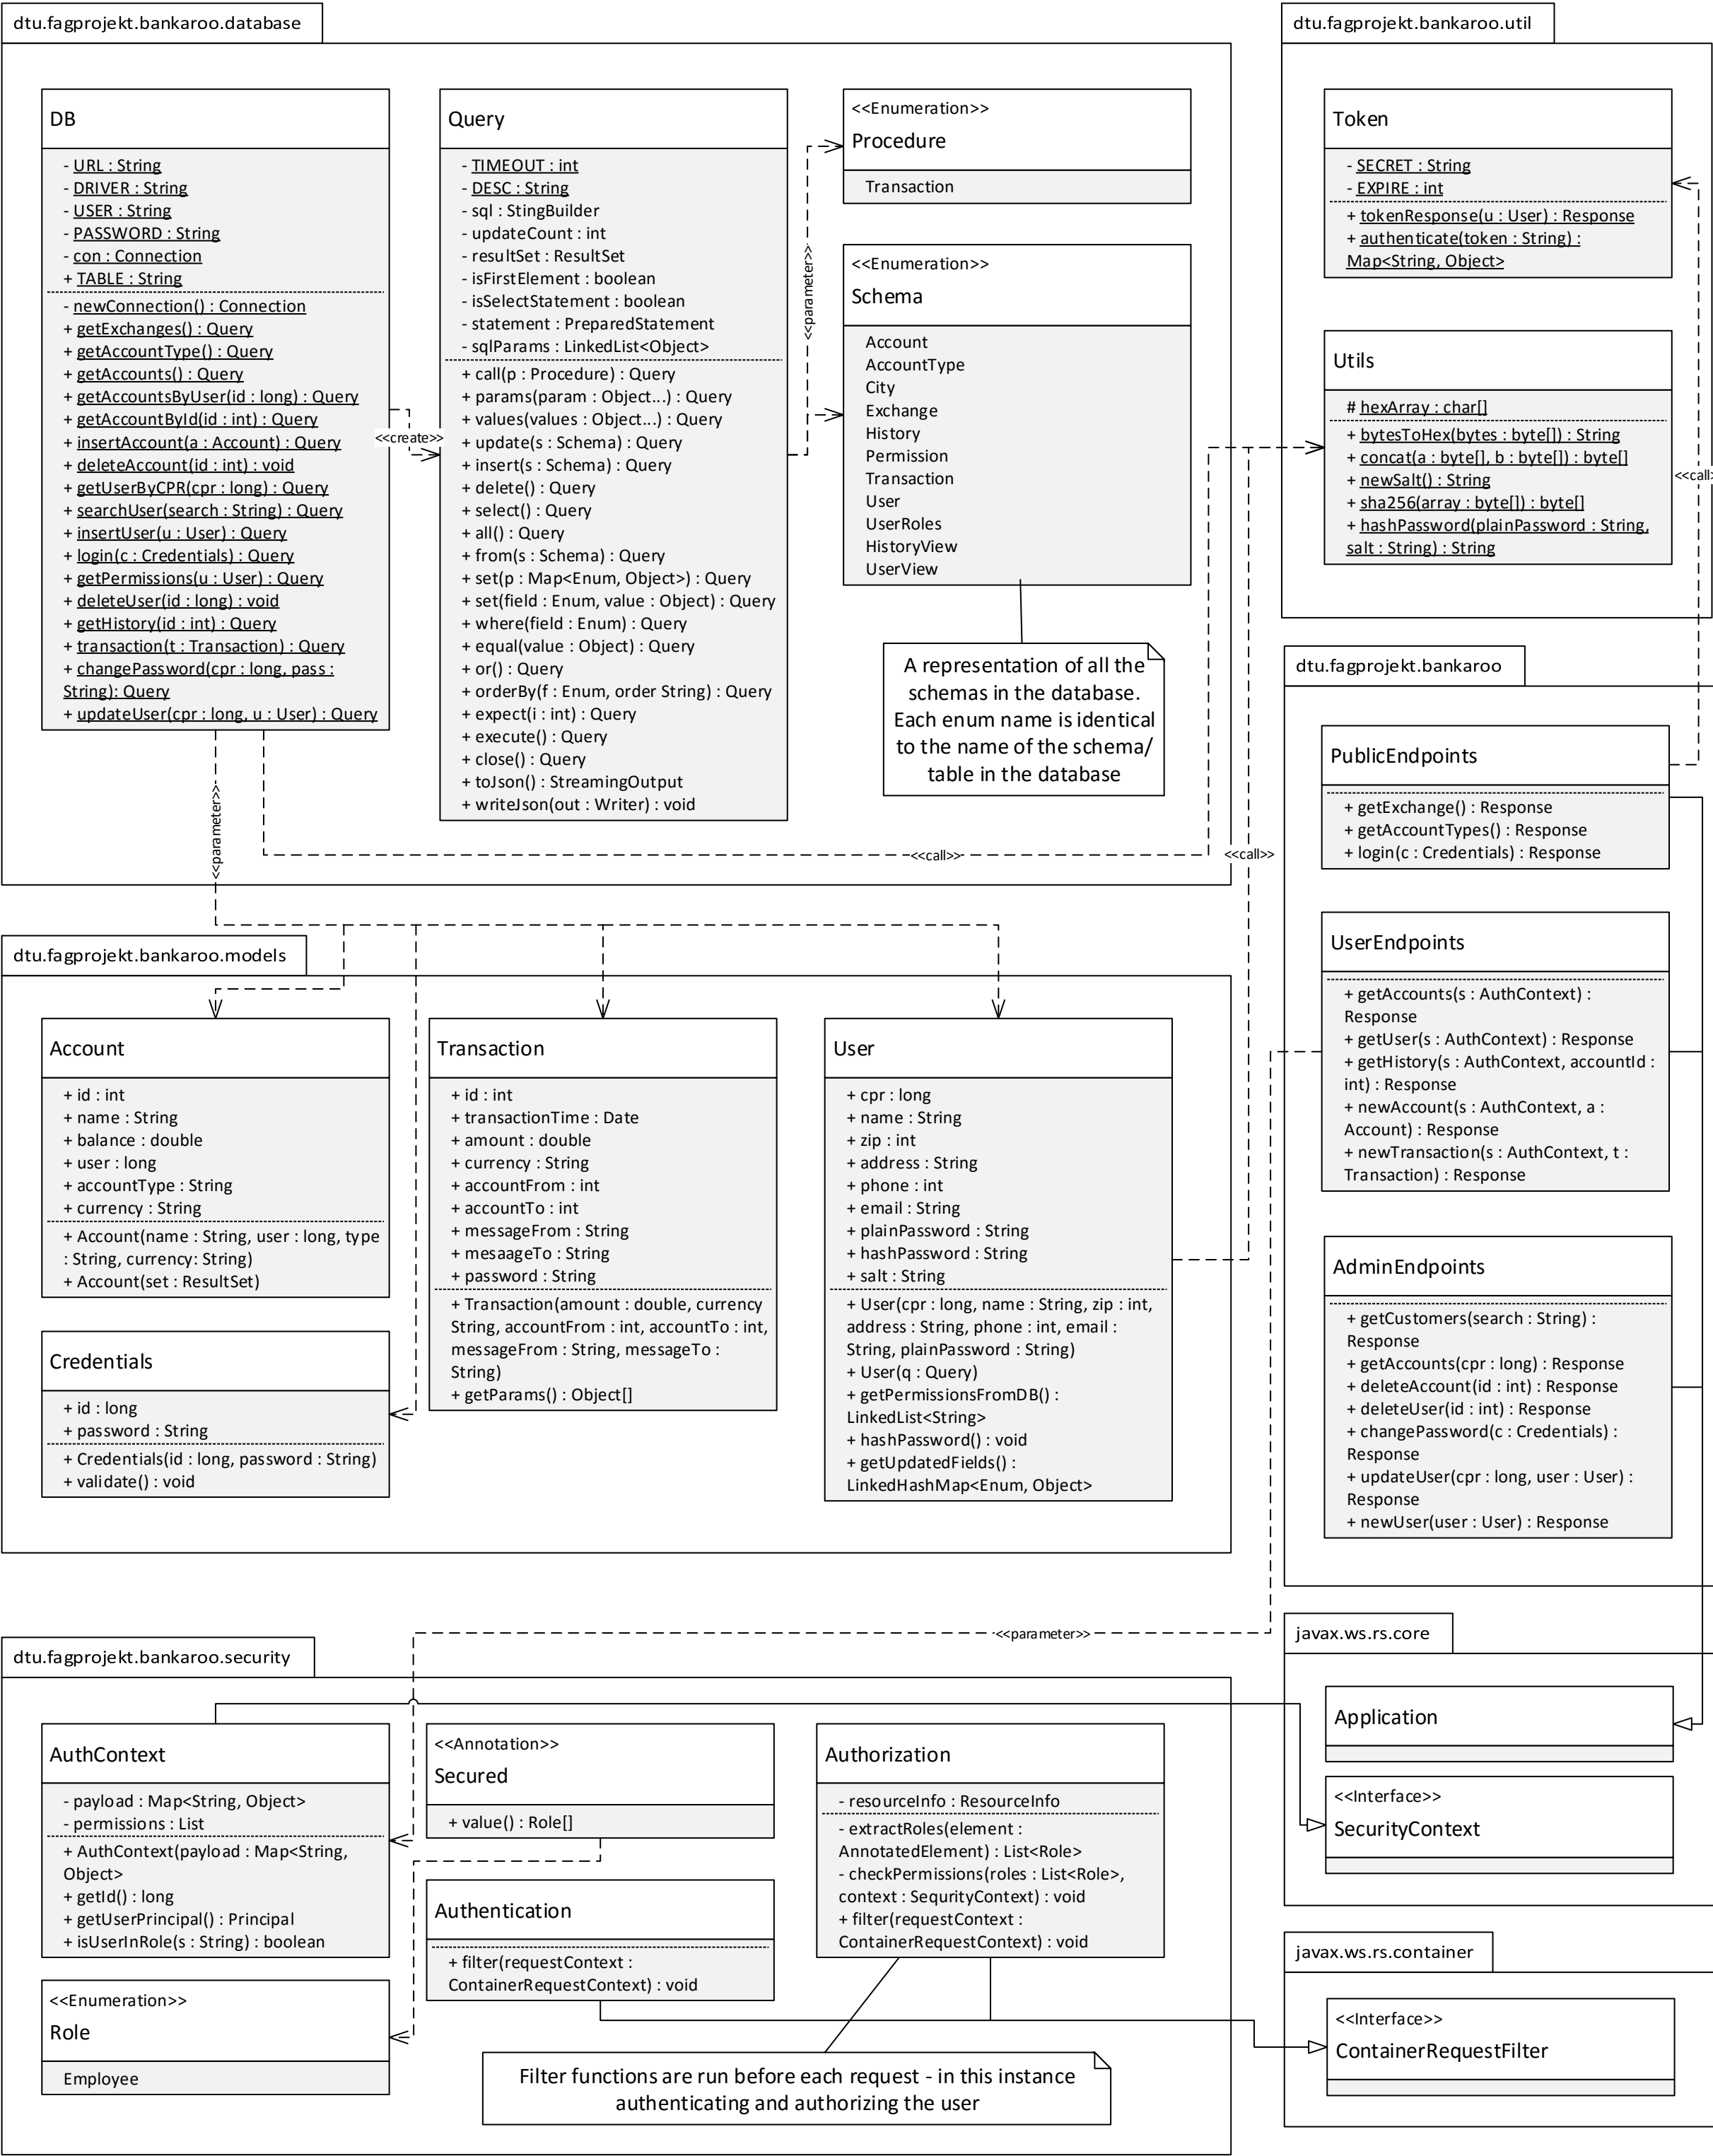 dtu.fagprojekt.bankaroo.database
DB
- URL : String
- DRIVER : String
- USER : String
- PASSWORD : String
- con : Connection
+ TABLE : String
- newConnection() : Connection
+ getExchanges() : Query
+ getAccountType() : Query
+ getAccounts() : Query
+ getAccountsByUser(id : long) : Query
+ getAccountById(id : int) : Query
+ insertAccount(a : Account) : Query
+ deleteAccount(id : int) : void
+ getUserByCPR(cpr : long) : Query
+ searchUser(search : String) : Query
+ insertUser(u : User) : Query
+ login(c : Credentials) : Query
+ getPermissions(u : User) : Query
+ deleteUser(id : long) : void
+ getHistory(id : int) : Query
+ transaction(t : Transaction) : Query
+ changePassword(cpr : long, pass :
String): Query
+ updateUser(cpr : long, u : User) : Query
<<create>>
Query
- TIMEOUT : int
- DESC : String
- sql : StingBuilder
- updateCount : int
- resultSet : ResultSet
- isFirstElement : boolean
- isSelectStatement : boolean
- statement : PreparedStatement
- sqlParams : LinkedList<Object>
+ call(p : Procedure) : Query
+ params(param : Object...) : Query
+ values(values : Object...) : Query
+ update(s : Schema) : Query
+ insert(s : Schema) : Query
+ delete() : Query
+ select() : Query
+ all() : Query
+ from(s : Schema) : Query
+ set(p : Map<Enum, Object>) : Query
+ set(field : Enum, value : Object) : Query
+ where(field : Enum) : Query
+ equal(value : Object) : Query
+ or() : Query
+ orderBy(f : Enum, order String) : Query
+ expect(i : int) : Query
+ execute() : Query
+ close() : Query
+ toJson() : StreamingOutput
+ writeJson(out : Writer) : void
<<parameter>>
<<Enumeration>>
Procedure
Transaction
<<Enumeration>>
Schema
Account
AccountType
City
Exchange
History
Permission
Transaction
User
UserRoles
HistoryView
UserView
A representation of all the
schemas in the database.
Each enum name is identical
to the name of the schema/
table in the database
<<parameter>>
<<call>>
<<call>>
dtu.fagprojekt.bankaroo.util
Token
- SECRET : String
- EXPIRE : int
+ tokenResponse(u : User) : Response
+ authenticate(token : String) :
Map<String, Object>
Utils
# hexArray : char[]
+ bytesToHex(bytes : byte[]) : String
+ concat(a : byte[], b : byte[]) : byte[]
+ newSalt() : String
+ sha256(array : byte[]) : byte[]
+ hashPassword(plainPassword : String,
salt : String) : String
<<call
dtu.fagprojekt.bankaroo
PublicEndpoints
+ getExchange() : Response
+ getAccountTypes() : Response
+ login(c : Credentials) : Response
UserEndpoints
+ getAccounts(s : AuthContext) :
Response
+ getUser(s : AuthContext) : Response
+ getHistory(s : AuthContext, accountId :
int) : Response
+ newAccount(s : AuthContext, a :
Account) : Response
+ newTransaction(s : AuthContext, t :
Transaction) : Response
AdminEndpoints
+ getCustomers(search : String) :
Response
+ getAccounts(cpr : long) : Response
+ deleteAccount(id : int) : Response
+ deleteUser(id : int) : Response
+ changePassword(c : Credentials) :
Response
+ updateUser(cpr : long, user : User) :
Response
+ newUser(user : User) : Response
dtu.fagprojekt.bankaroo.models
Account
+ id : int
+ name : String
+ balance : double
+ user : long
+ accountType : String
+ currency : String
+ Account(name : String, user : long, type
: String, currency: String)
+ Account(set : ResultSet)
Credentials
+ id : long
+ password : String
+ Credentials(id : long, password : String)
+ validate() : void
Transaction
+ id : int
+ transactionTime : Date
+ amount : double
+ currency : String
+ accountFrom : int
+ accountTo : int
+ messageFrom : String
+ mesaageTo : String
+ password : String
+ Transaction(amount : double, currency
String, accountFrom : int, accountTo : int,
messageFrom : String, messageTo :
String)
+ getParams() : Object[]
User
+ cpr : long
+ name : String
+ zip : int
+ address : String
+ phone : int
+ email : String
+ plainPassword : String
+ hashPassword : String
+ salt : String
+ User(cpr : long, name : String, zip : int,
address : String, phone : int, email :
String, plainPassword : String)
+ User(q : Query)
+ getPermissionsFromDB() :
LinkedList<String>
+ hashPassword() : void
+ getUpdatedFields() :
LinkedHashMap<Enum, Object>
<<parameter>>
dtu.fagprojekt.bankaroo.security
AuthContext
- payload : Map<String, Object>
- permissions : List
+ AuthContext(payload : Map<String,
Object>
+ getId() : long
+ getUserPrincipal() : Principal
+ isUserInRole(s : String) : boolean
<<Enumeration>>
Role
Employee
<<Annotation>>
Secured
+ value() : Role[]
Authentication
+ filter(requestContext :
ContainerRequestContext) : void
Authorization
- resourceInfo : ResourceInfo
- extractRoles(element :
AnnotatedElement) : List<Role>
- checkPermissions(roles : List<Role>,
context : SequrityContext) : void
+ filter(requestContext :
ContainerRequestContext) : void
Filter functions are run before each request - in this instance
authenticating and authorizing the user
javax.ws.rs.core
Application
<<Interface>>
SecurityContext
javax.ws.rs.container
<<Interface>>
ContainerRequestFilter